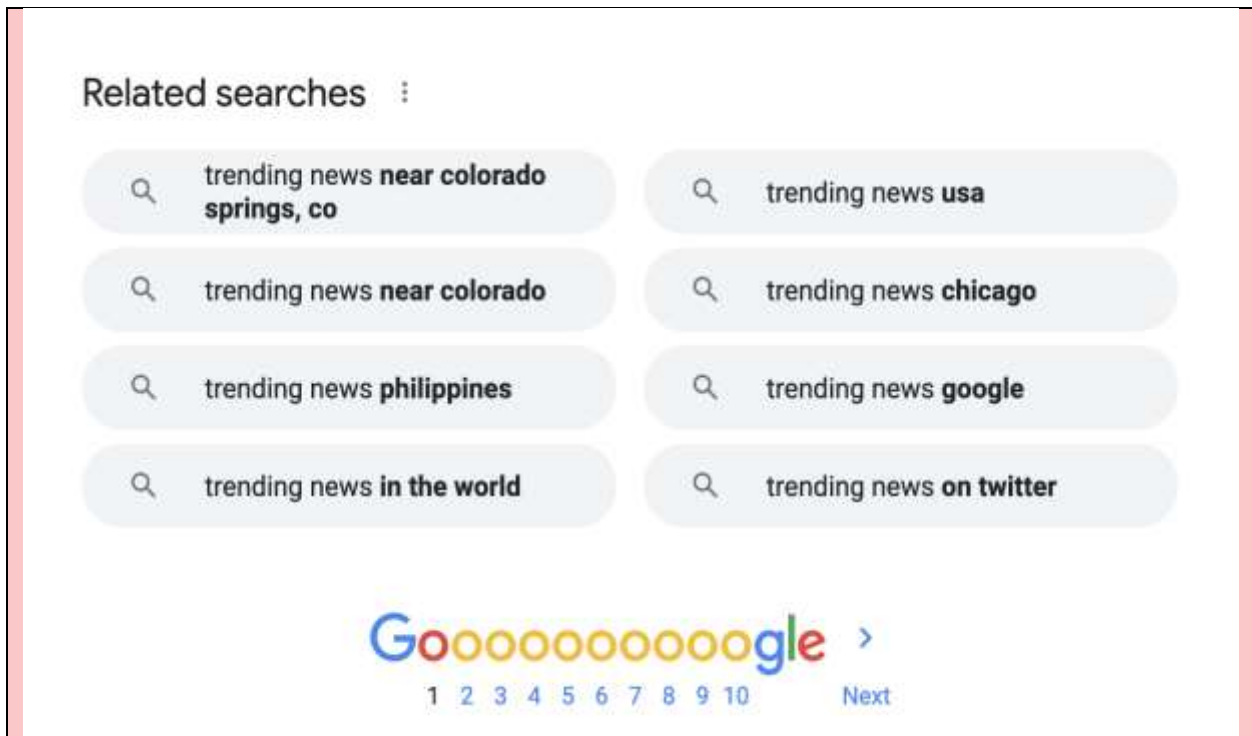 Related searches
trending news near colorado
springs, co
trending news usa
trending news near colorado
trending news chicago
trending news philippines
trending news google
trending news in the world
trending news on twitter
Goooooooooogle >
1 2 3 4 5 6 7 8 9 10 Next